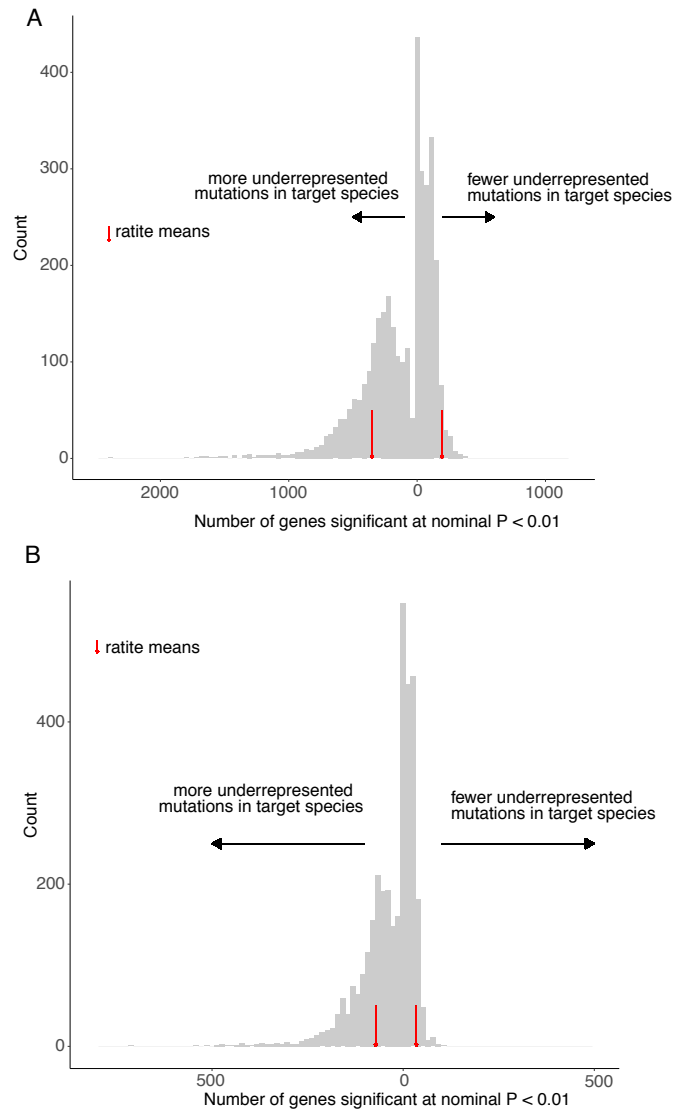 A
400
300
200
100
0
Count
more underrepresented
mutations in target species
fewer underrepresented
mutations in target species
ratite means
2000
1000
0
1000
Number of genes significant at nominal P < 0.01
B
ratite means
400
200
0
Count
more underrepresented
mutations in target species
fewer underrepresented
mutations in target species
500
0
500
Number of genes significant at nominal P < 0.01